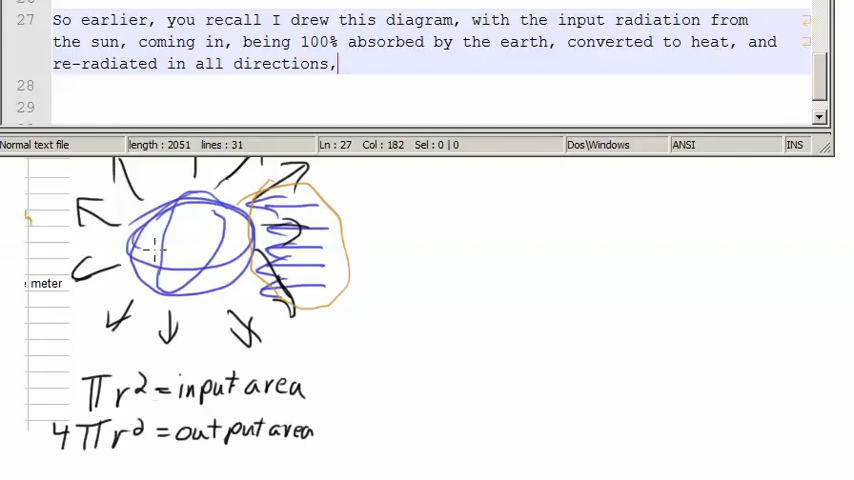 27 So earlier, you recall I drew this diagram, with the input radiation from
the sun, coming in, being 100% absorbed by the earth, converted to heat, and
re-radiated in all directions,
28
29
Normal text file length : 2051 lines : 31 Ln : 27 Col : 182 Sel : 0 | 0 Dos\Windows ANSI INS
meter
πr² = input area
4πr² = output area